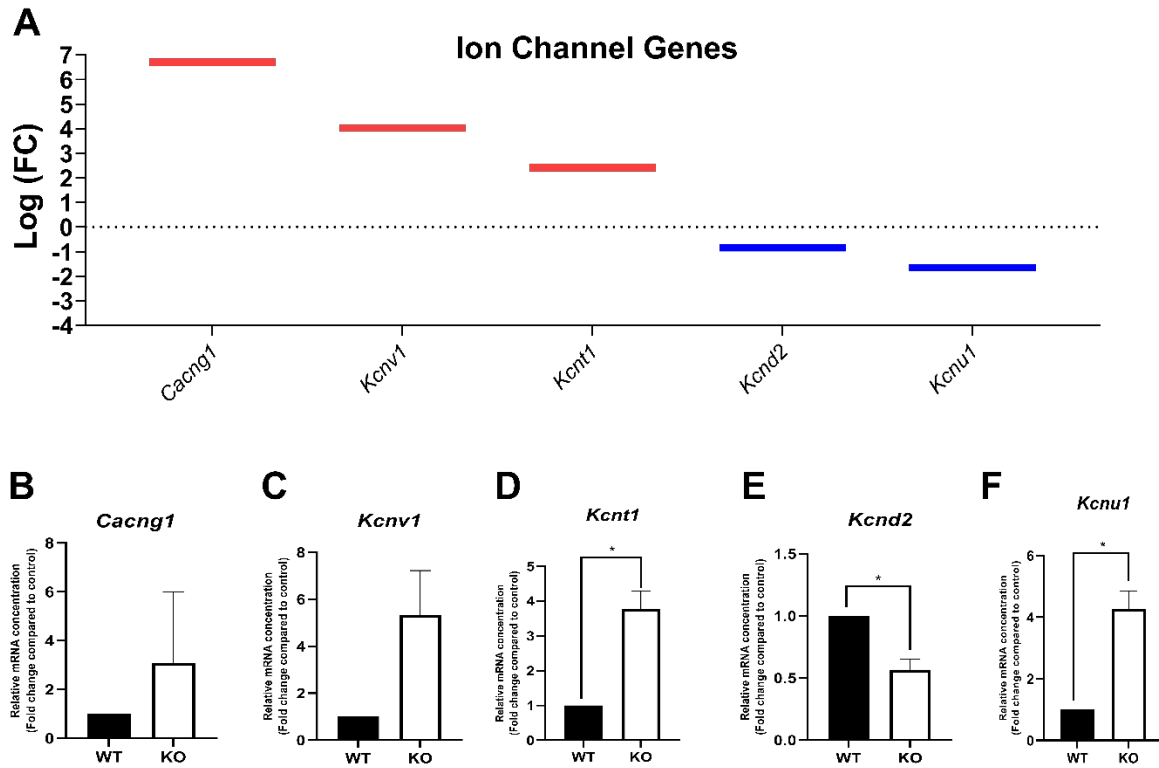 A
Ion Channel Genes
Log (FC)
7
6
5
4
3
2
1
0
-1
-2
-3
-4
Cacng1
Kcnv1
Kcnt1
Kcnd2
Kcnu1
B
Cacng1
Relative mRNA concentration
(Fold change compared to control)
8
6
4
2
0
WT
KO
C
Kcnv1
Relative mRNA concentration
(Fold change compared to control)
8
6
4
2
0
WT
KO
D
Kcnt1
Relative mRNA concentration
(Fold change compared to control)
5
4
3
2
1
0
*
WT
KO
E
Kcnd2
Relative mRNA concentration
(Fold change compared to control)
1.5
1.0
0.5
0.0
*
WT
KO
F
Kcnu1
Relative mRNA concentration
(Fold change compared to control)
6
4
2
0
*
WT
KO